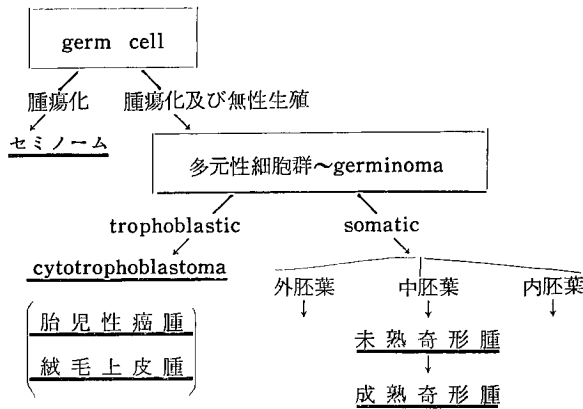 germ cell
腫瘍化 腫瘍化及び無性生殖
セミノーム
多元性細胞群～germinoma
trophoblastic somatic
cytotrophoblastoma
外胚葉 中胚葉 内胚葉
胎児性癌腫
絨毛上皮腫
未熟奇形腫
成熟奇形腫